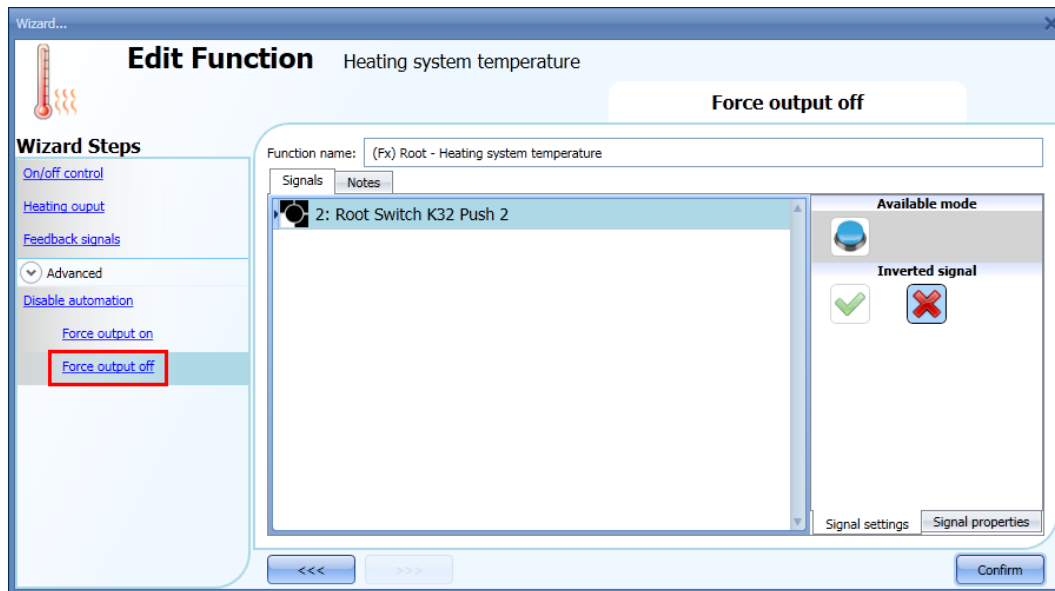 Wizard...
Edit Function Heating system temperature
Force output off
Wizard Steps
On/off control
Heating ouput
Feedback signals
Advanced
Disable automation
Force output on
Force output off
Function name: (Fx) Root - Heating system temperature
Signals Notes
2: Root Switch K32 Push 2
Available mode
Inverted signal
Signal settings Signal properties
<<< >>> Confirm